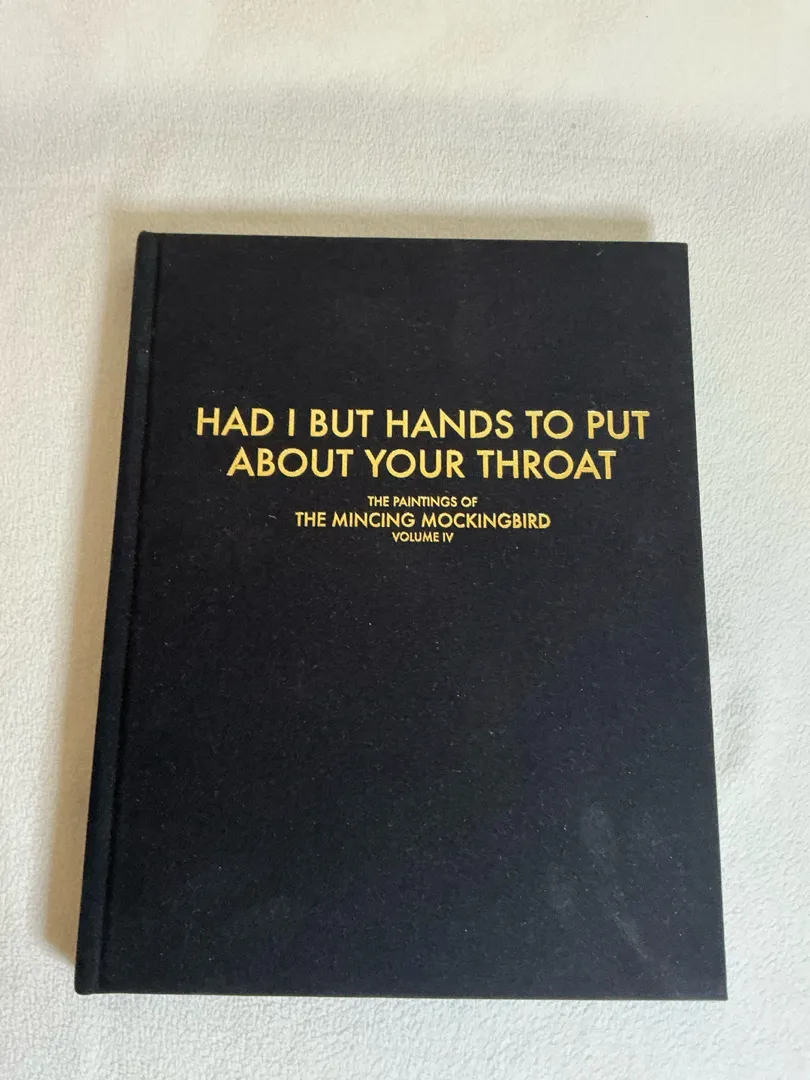 HAD I BUT HANDS TO PUT
ABOUT YOUR THROAT
THE PAINTINGS OF
THE MINCING MOCKINGBIRD
VOLUME IV